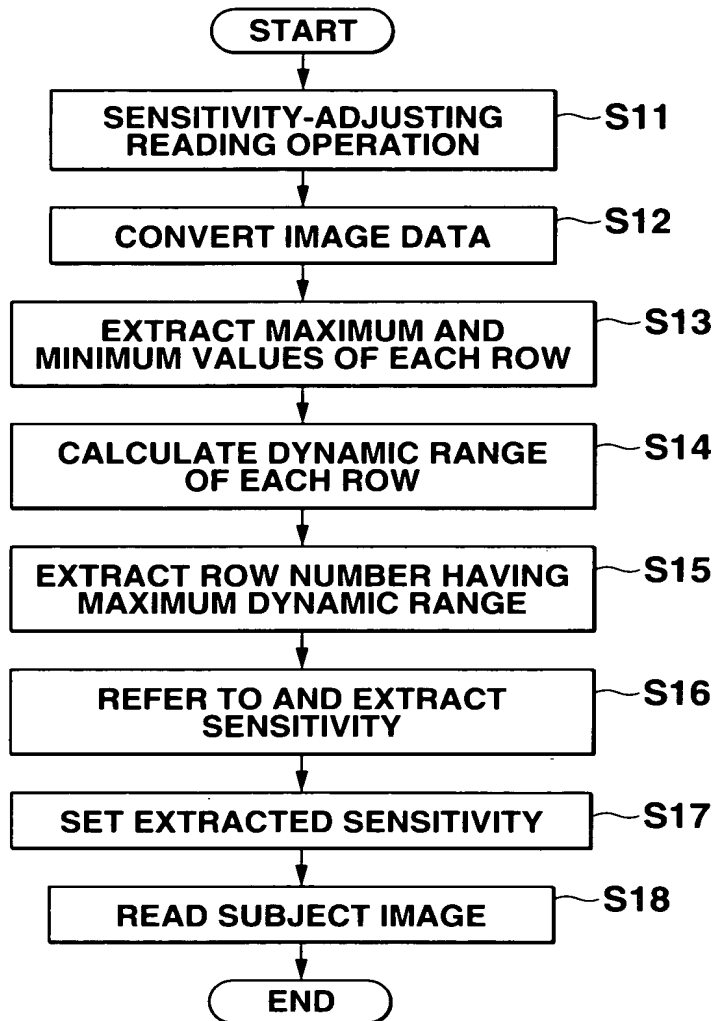 START
SENSITIVITY-ADJUSTING
READING OPERATION
S11
CONVERT IMAGE DATA
S12
EXTRACT MAXIMUM AND
MINIMUM VALUES OF EACH ROW
S13
CALCULATE DYNAMIC RANGE
OF EACH ROW
S14
EXTRACT ROW NUMBER HAVING
MAXIMUM DYNAMIC RANGE
S15
REFER TO AND EXTRACT
SENSITIVITY
S16
SET EXTRACTED SENSITIVITY
S17
READ SUBJECT IMAGE
S18
END